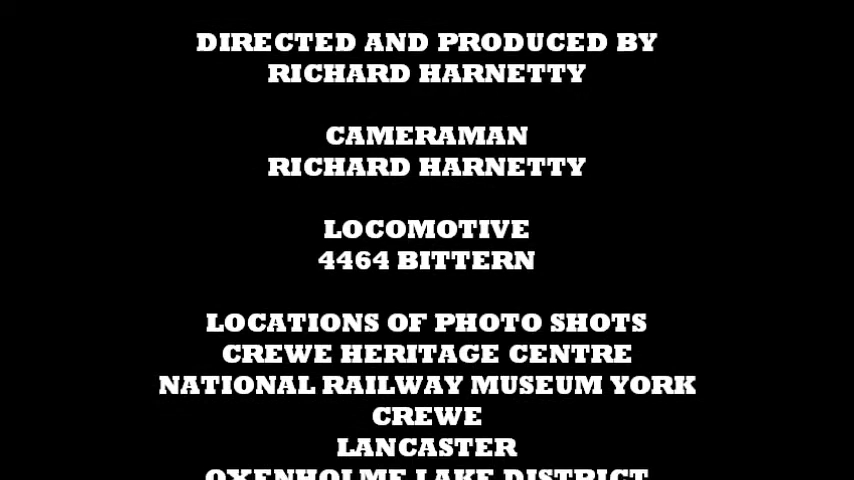 DIRECTED AND PRODUCED BY
RICHARD HARNETTY
CAMERAMAN
RICHARD HARNETTY
LOCOMOTIVE
4464 BITTERN
LOCATIONS OF PHOTO SHOTS
CREWE HERITAGE CENTRE
NATIONAL RAILWAY MUSEUM YORK
CREWE
LANCASTER
OXENHOLME LAKE DISTRICT